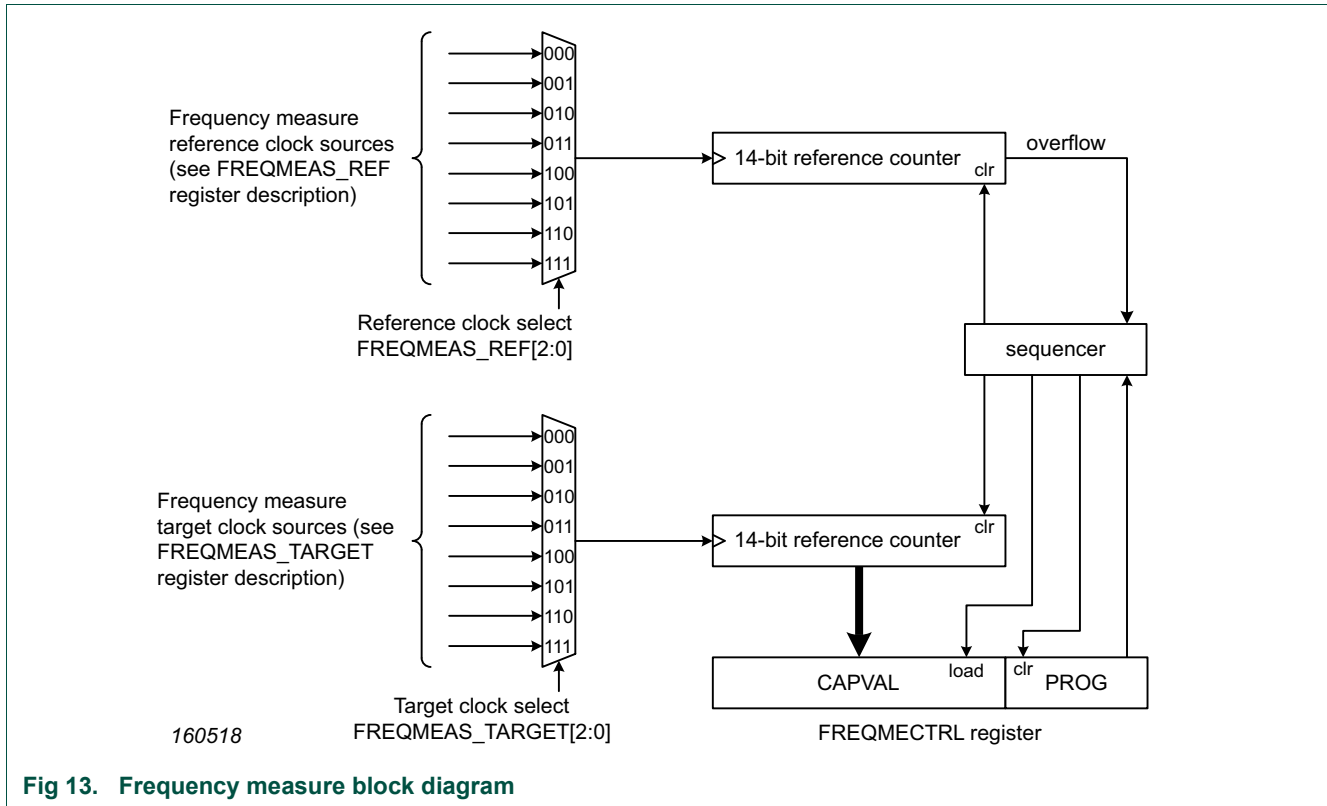 Frequency measure
reference clock sources
(see FREQMEAS_REF
register description)
000
001
010
011
100
101
110
111
Reference clock select
FREQMEAS_REF[2:0]
14-bit reference counter
clr
overflow
sequencer
Frequency measure
target clock sources (see
FREQMEAS_TARGET
register description)
000
001
010
011
100
101
110
111
Target clock select
FREQMEAS_TARGET[2:0]
14-bit reference counter
clr
CAPVAL
load
clr
PROG
FREQMECTRL register
160518
Fig 13. Frequency measure block diagram